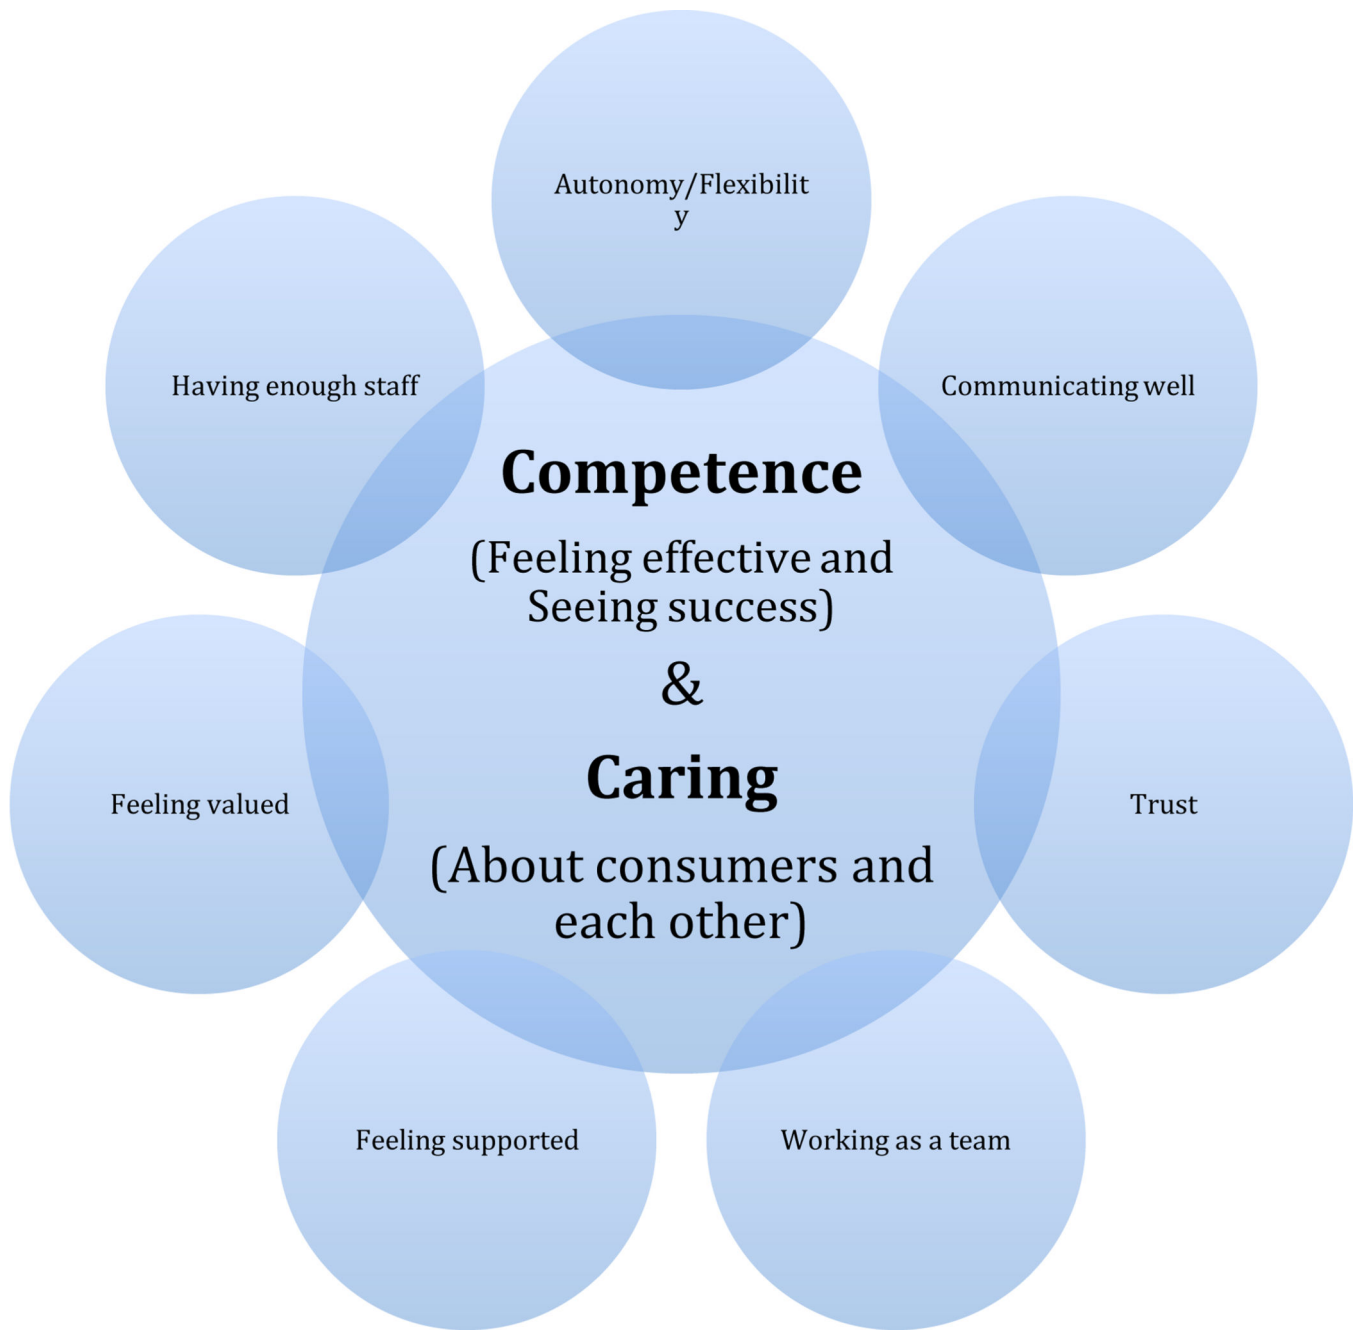 Autonomy/Flexibilit
y
Having enough staff
Communicating well
Competence
(Feeling effective and
Seeing success)
&
Caring
(About consumers and
each other)
Feeling valued
Trust
Feeling supported
Working as a team